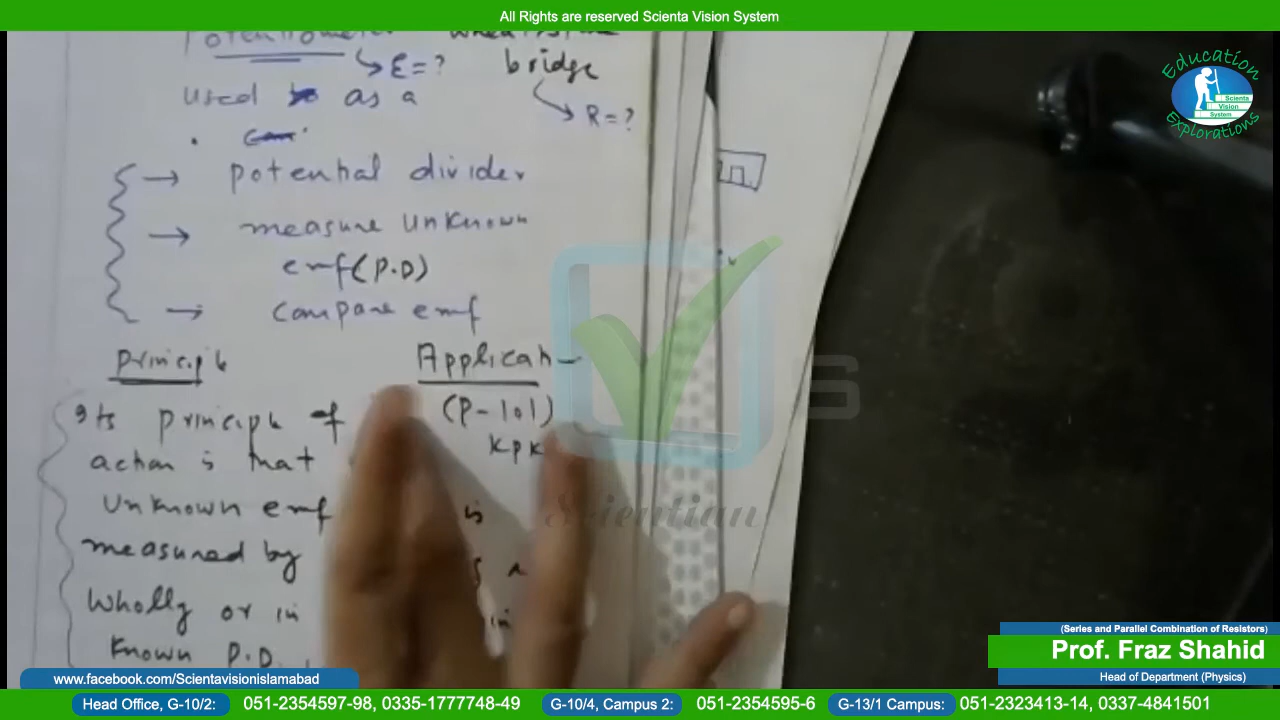 All Rights are reserved Scienta Vision System
Education
Scienta
Vision
System
Explorations
bridge
E=?
used as a
R=?
→ potential divider
→ measure unknown
emf(P.D)
→ compare emf
Principle
(P-101)
KPK
Its principle of
action is that
unknown emf is
measured by
wholly or in
known P.D.
Scientian
(Series and Parallel Combination of Resistors)
Prof. Fraz Shahid
Head of Department (Physics)
www.facebook.com/Scientavisionislamabad
Head Office, G-10/2: 051-2354597-98, 0335-1777748-49 G-10/4, Campus 2: 051-2354595-6 G-13/1 Campus: 051-2323413-14, 0337-4841501